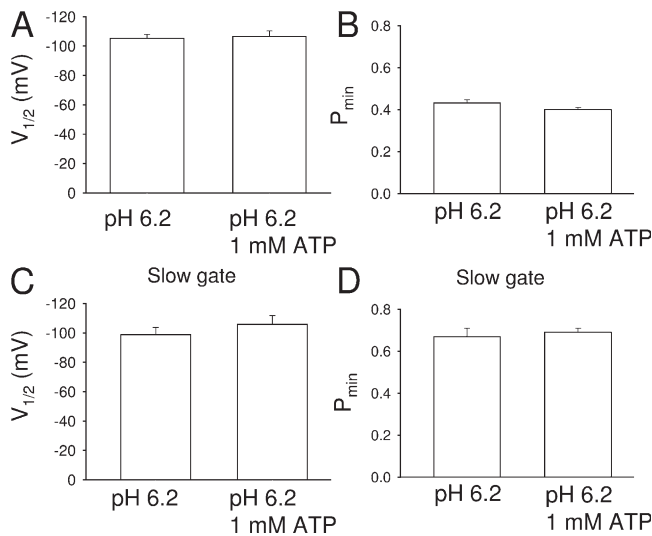 A
V1/2 (mV)
-120
-100
-80
-60
-40
-20
0
pH 6.2
pH 6.2
1 mM ATP
B
Pmin
0.8
0.6
0.4
0.2
0.0
pH 6.2
pH 6.2
1 mM ATP
C
Slow gate
V1/2 (mV)
-120
-100
-80
-60
-40
-20
0
pH 6.2
pH 6.2
1 mM ATP
D
Slow gate
Pmin
0.8
0.6
0.4
0.2
0.0
pH 6.2
pH 6.2
1 mM ATP